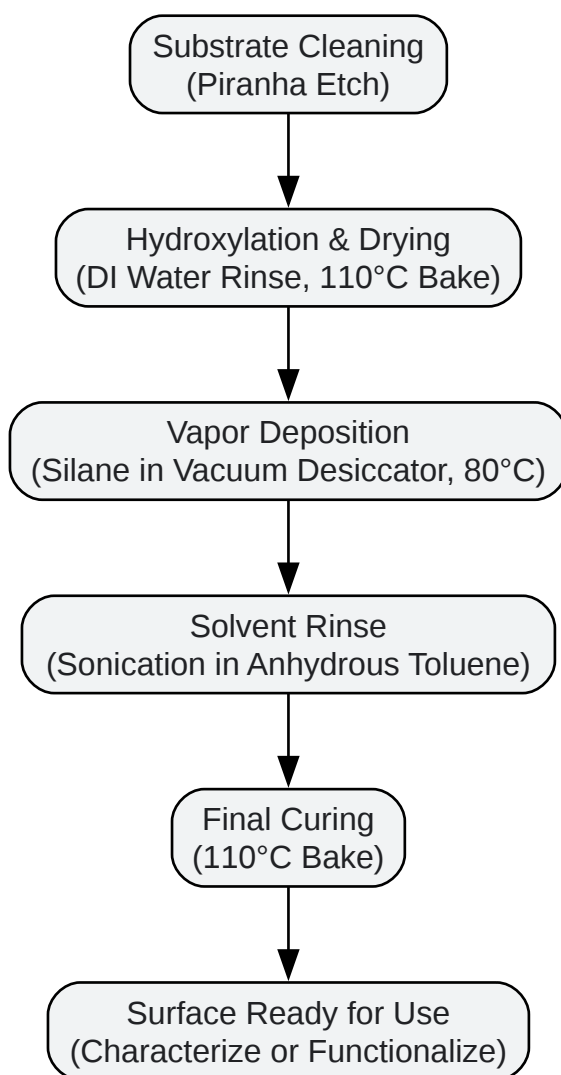 Substrate Cleaning
(Piranha Etch)
Hydroxylation & Drying
(DI Water Rinse, 110°C Bake)
Vapor Deposition
(Silane in Vacuum Desiccator, 80°C)
Solvent Rinse
(Sonication in Anhydrous Toluene)
Final Curing
(110°C Bake)
Surface Ready for Use
(Characterize or Functionalize)